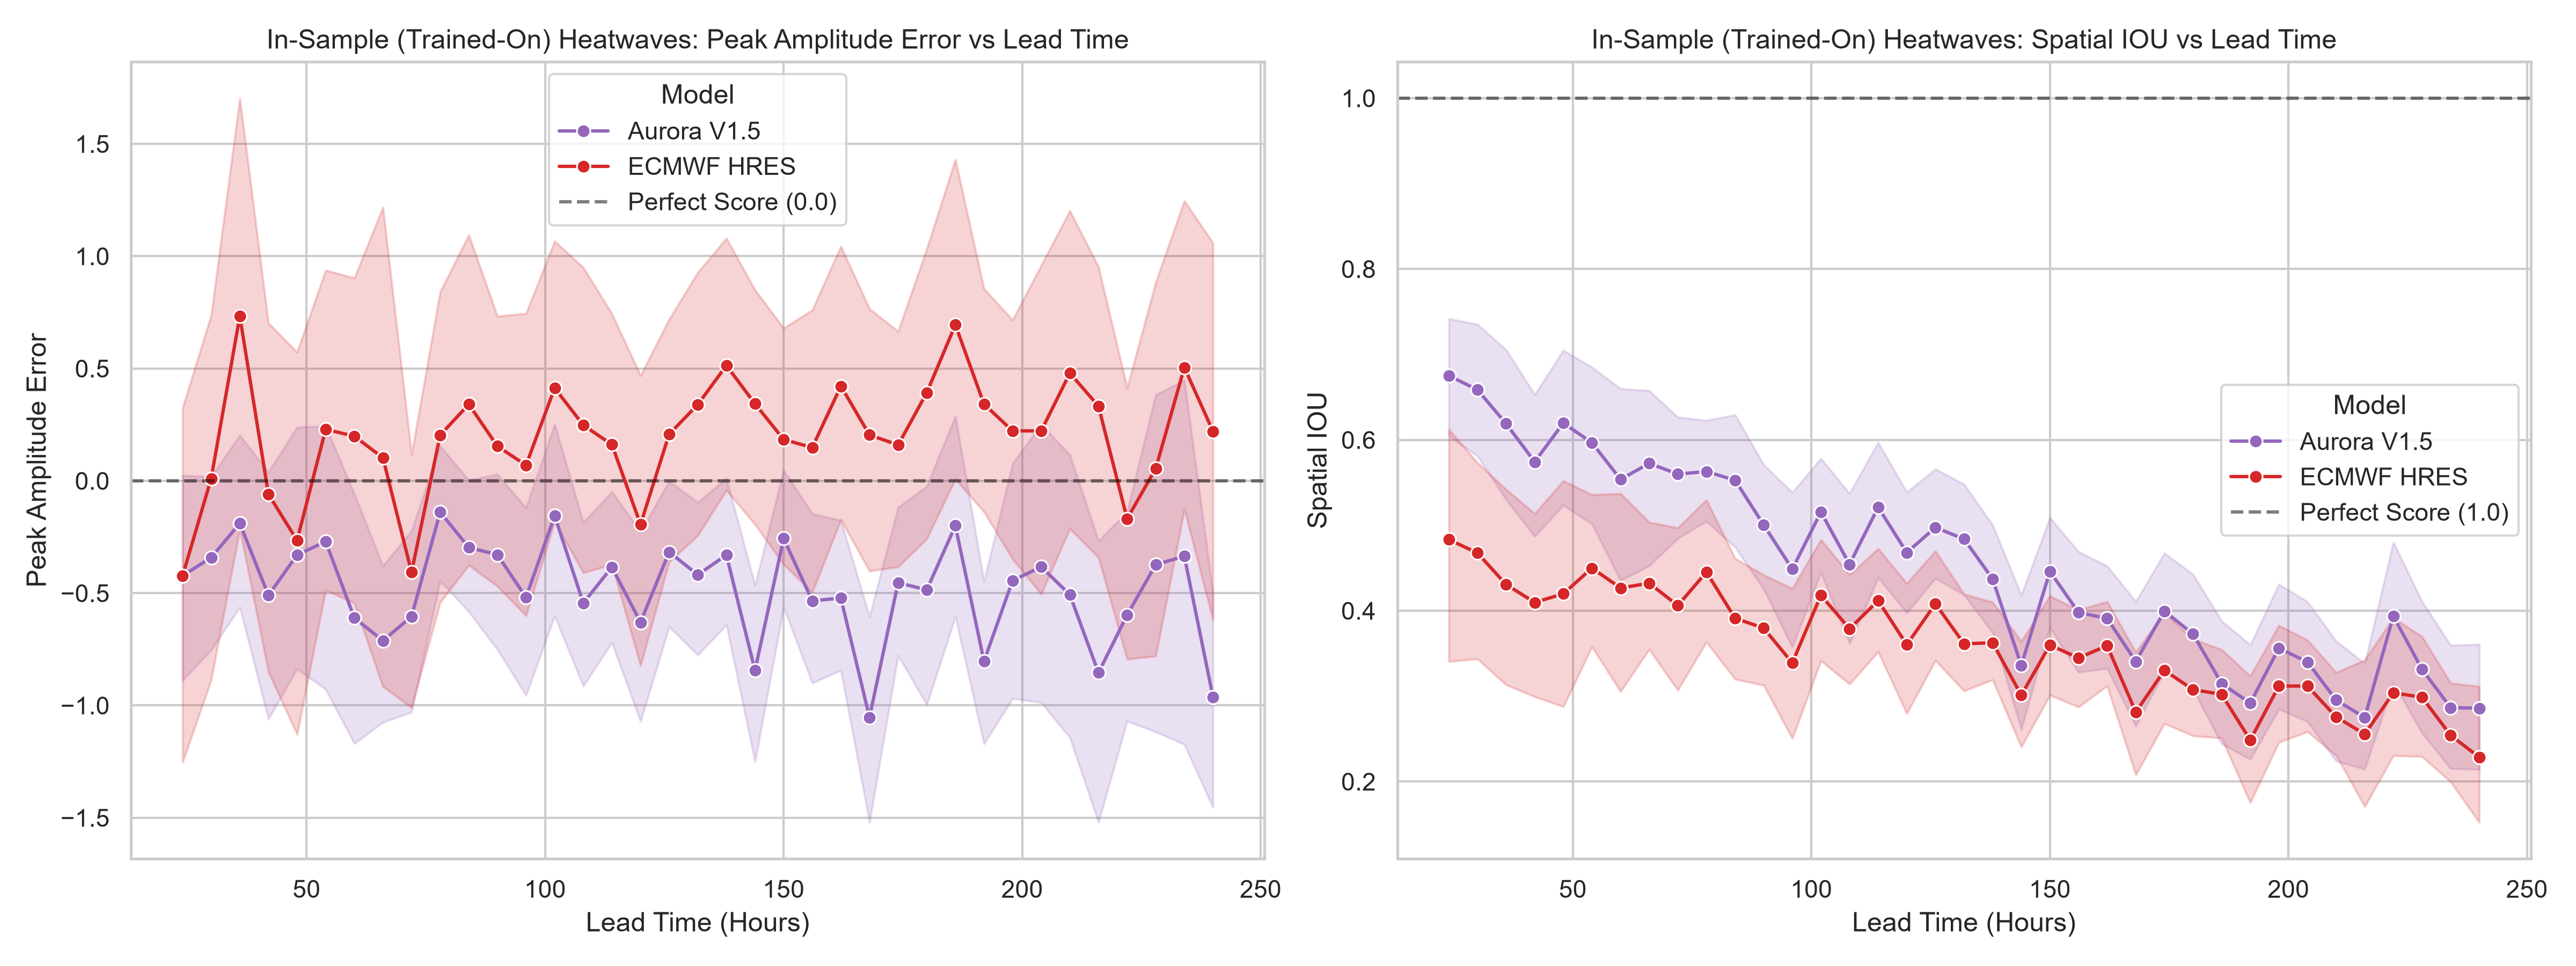 In-Sample (Trained-On) Heatwaves: Peak Amplitude Error vs Lead Time
Model
Aurora V1.5
ECMWF HRES
Perfect Score (0.0)
Peak Amplitude Error
1.5
1.0
0.5
0.0
−0.5
−1.0
−1.5
50
100
150
200
250
Lead Time (Hours)
In-Sample (Trained-On) Heatwaves: Spatial IOU vs Lead Time
Model
Aurora V1.5
ECMWF HRES
Perfect Score (1.0)
Spatial IOU
1.0
0.8
0.6
0.4
0.2
50
100
150
200
250
Lead Time (Hours)